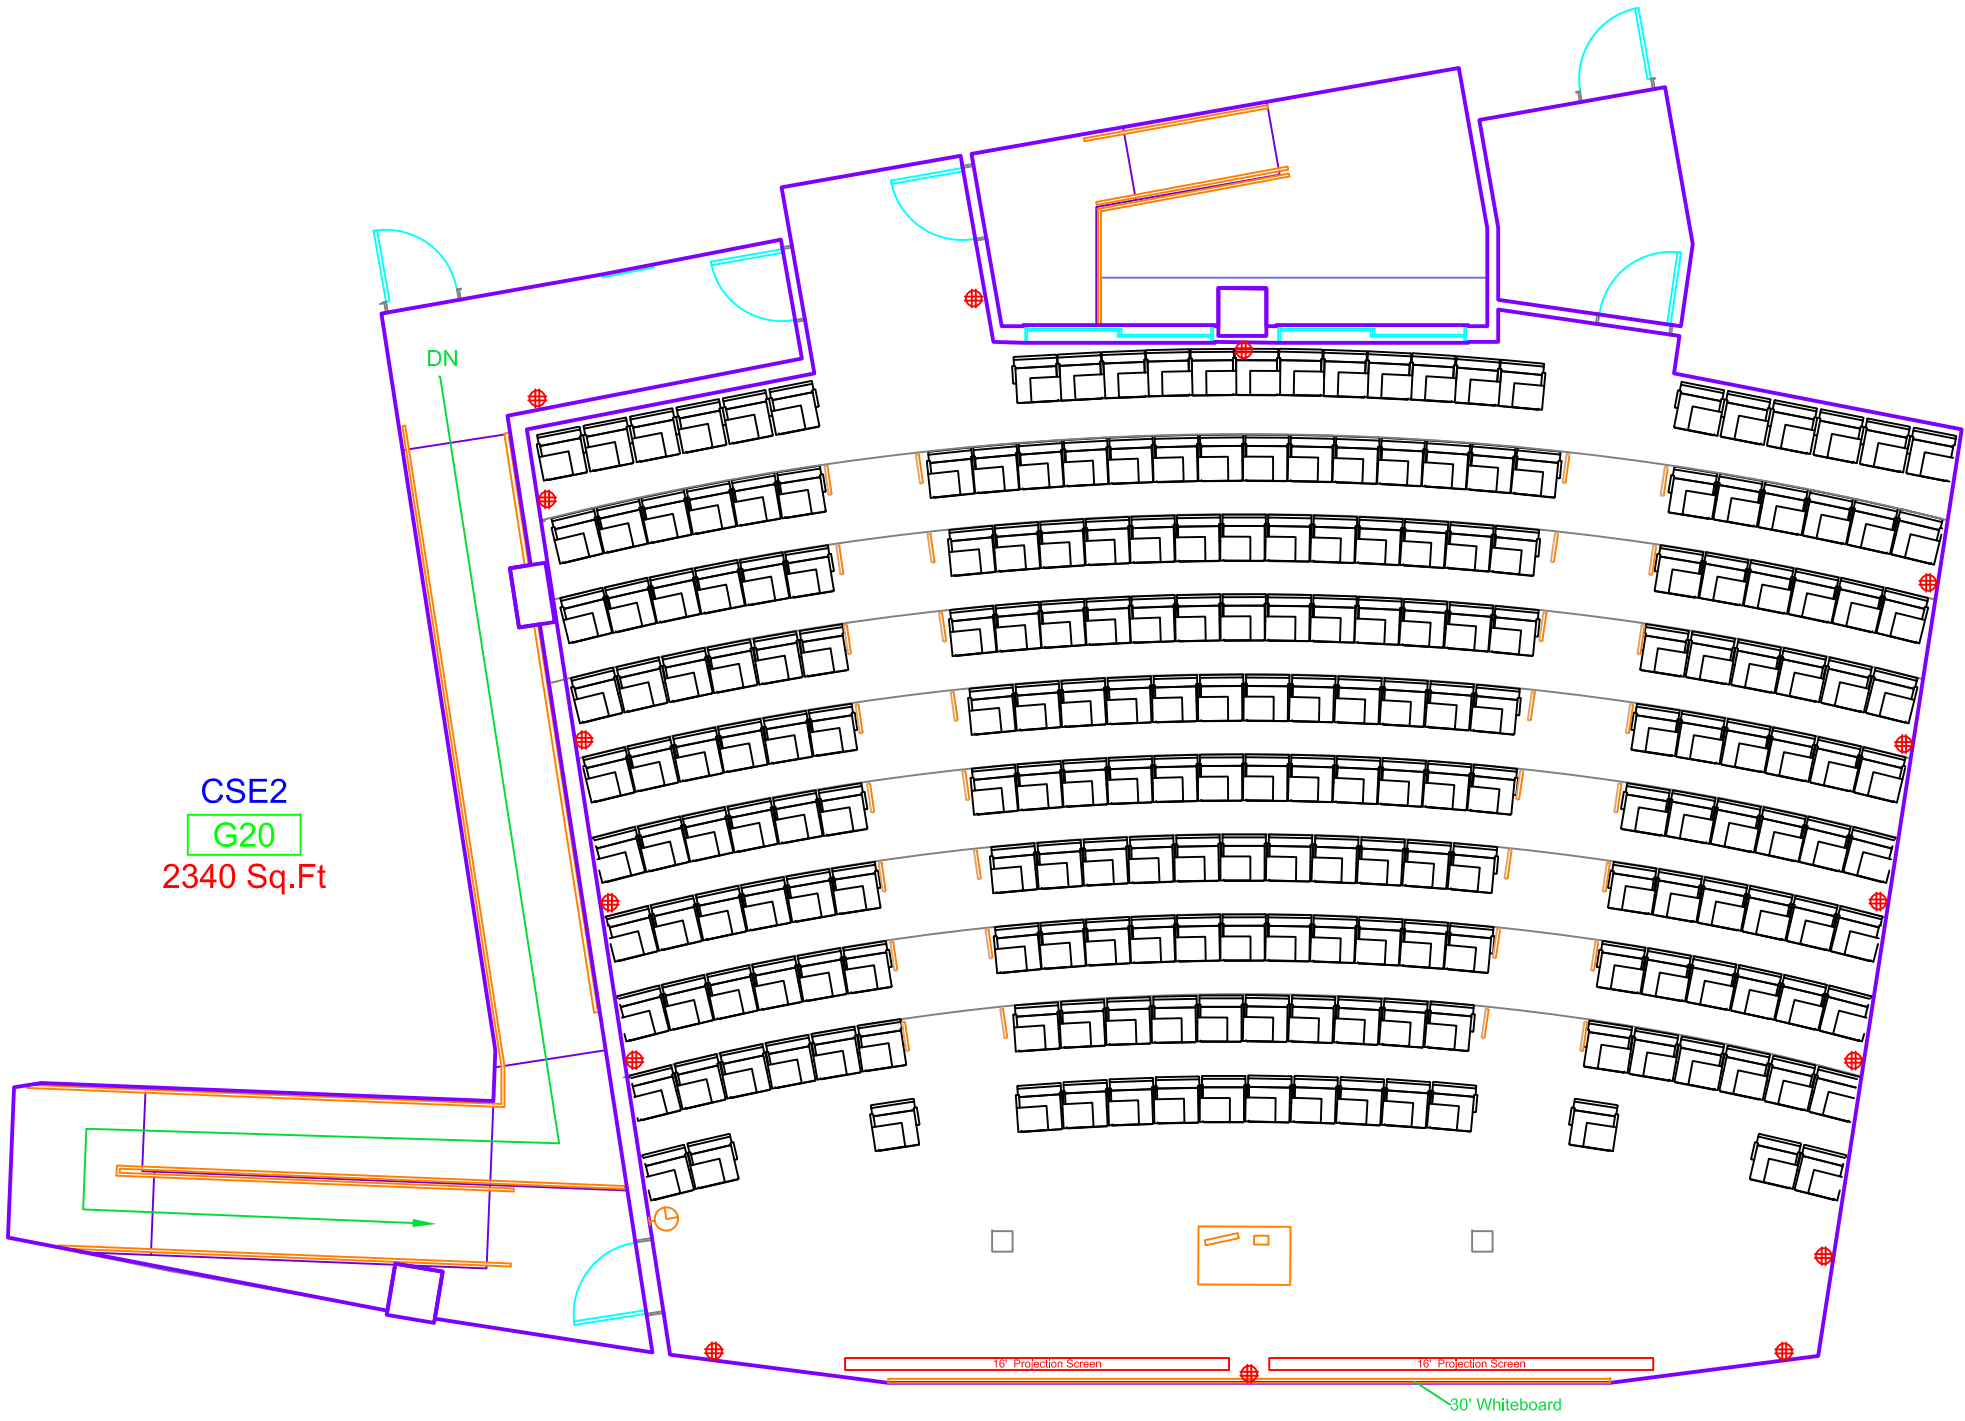 DN
CSE2
G20
2340 Sq.Ft
16' Projection Screen
16' Projection Screen
30' Whiteboard